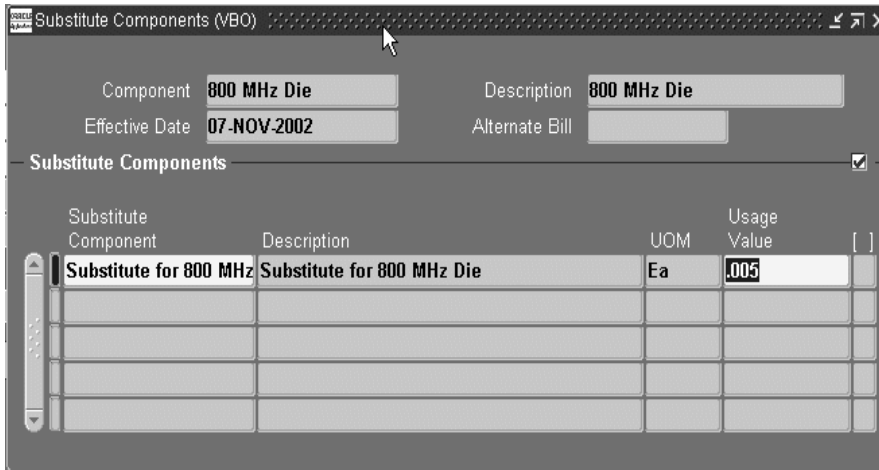 Substitute Components (VBO)
Component 800 MHz Die Description 800 MHz Die
Effective Date 07-NOV-2002 Alternate Bill
Substitute Components
Substitute
Component Description UOM Usage
Value [ ]
Substitute for 800 MHz Substitute for 800 MHz Die Ea .005